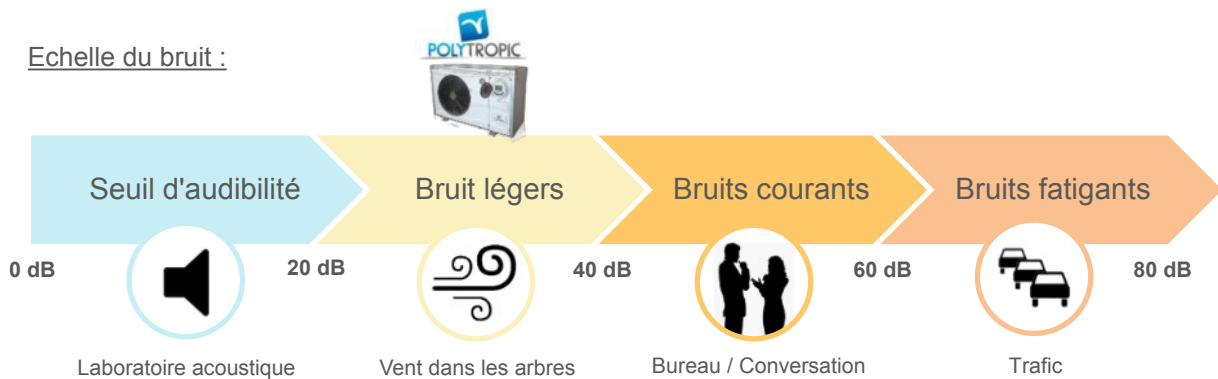 POLYTROPIC
Echelle du bruit :
Seuil d'audibilité
Bruit légers
Bruits courants
Bruits fatigants
0 dB
20 dB
40 dB
60 dB
80 dB
Laboratoire acoustique
Vent dans les arbres
Bureau / Conversation
Trafic